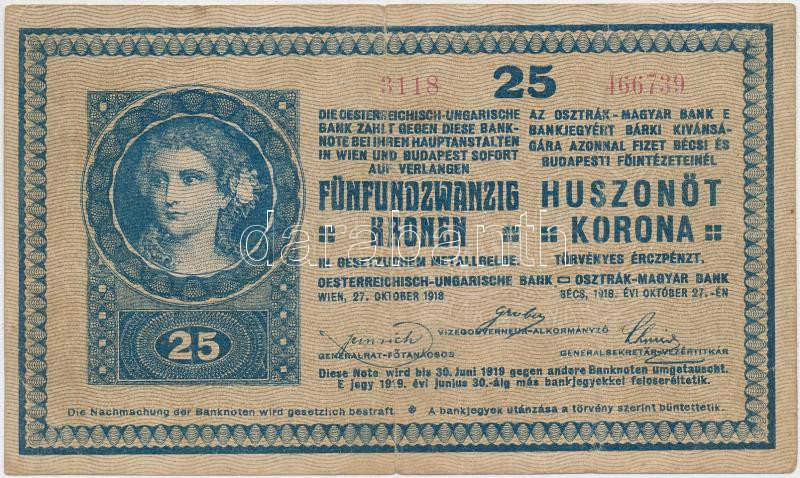 3118 25 466739
DIE OESTERREICHISCH-UNGARISCHE
BANK ZAHLT GEGEN DIESE BANK-
NOTE BEI IHREN HAUPTANSTALTEN
IN WIEN UND BUDAPEST SOFORT
AUF VERLANGEN
FÜNFUNDZWANZIG
KRONEN
IN GESETZLICHEM METALLGELDE.
AZ OSZTRÁK-MAGYAR BANK E
BANKJEGYÉRT BÁRKI KIVÁNSÁ-
GÁRA AZONNAL FIZET BÉCSI ÉS
BUDAPESTI FŐINTÉZETEINÉL
HUSZONÖT
KORONA
TÖRVÉNYES ÉRCZPÉNZT.
OESTERREICHISCH-UNGARISCHE BANK
WIEN, 27. OKTOBER 1918
OSZTRÁK-MAGYAR BANK
BÉCS, 1918. ÉVI OKTÓBER 27.-ÉN
darabanth
Gruber
VIZEGOUVERNEUR-ALKORMÁNYZÓ
GENERALRAT-FŐTANÁCSOS
GENERALSEKRETÄR-VEZÉRTITKÁR
Diese Note wird bis 30. Juni 1919 gegen andere Banknoten umgetauscht.
E jegy 1919. évi junius 30.-áig más bankjegyekkel felcseréltetik.
25
Die Nachmachung der Banknoten wird gesetzlich bestraft
A bankjegyek utánzása a törvény szerint büntettetik.